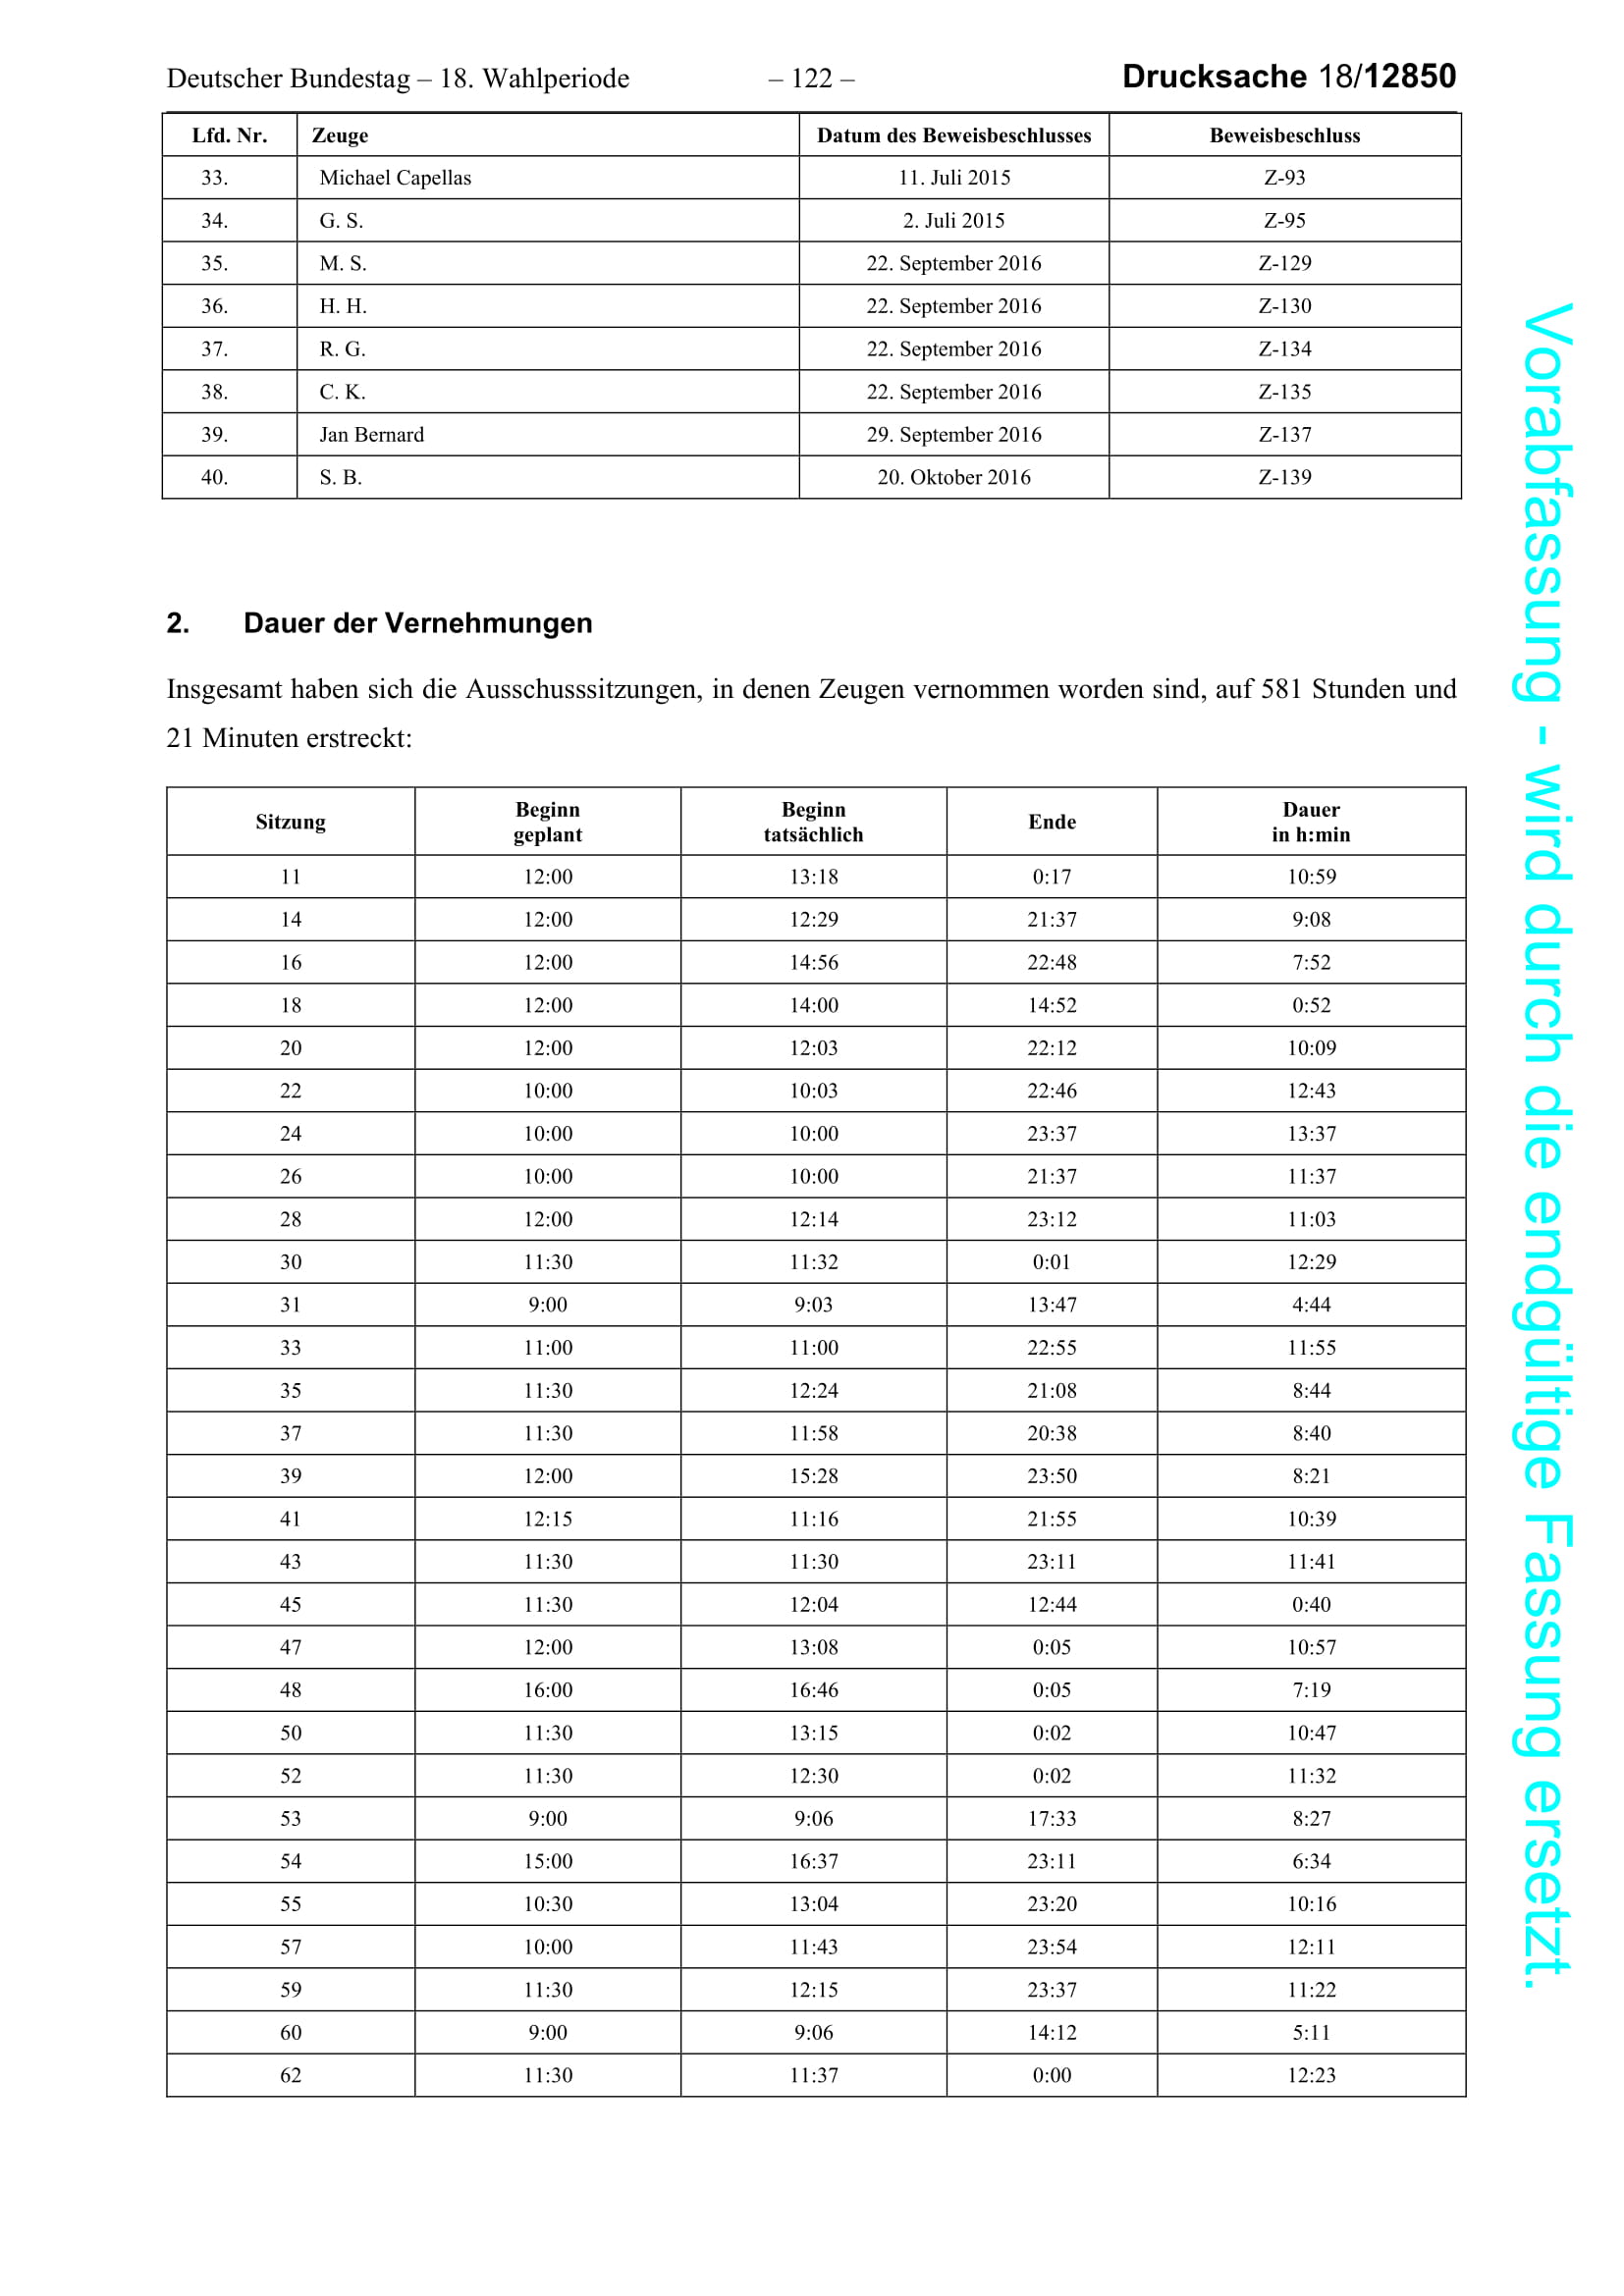 Deutscher Bundestag – 18. Wahlperiode – 122 – Drucksache 18/12850
Lfd. Nr. Zeuge Datum des Beweisbeschlusses Beweisbeschluss
33. Michael Capellas 11. Juli 2015 Z-93
34. G. S. 2. Juli 2015 Z-95
35. M. S. 22. September 2016 Z-129
36. H. H. 22. September 2016 Z-130
37. R. G. 22. September 2016 Z-134
38. C. K. 22. September 2016 Z-135
39. Jan Bernard 29. September 2016 Z-137
40. S. B. 20. Oktober 2016 Z-139
2. Dauer der Vernehmungen
Insgesamt haben sich die Ausschusssitzungen, in denen Zeugen vernommen worden sind, auf 581 Stunden und
21 Minuten erstreckt:
Sitzung Beginn geplant Beginn tatsächlich Ende Dauer in h:min
11 12:00 13:18 0:17 10:59
14 12:00 12:29 21:37 9:08
16 12:00 14:56 22:48 7:52
18 12:00 14:00 14:52 0:52
20 12:00 12:03 22:12 10:09
22 10:00 10:03 22:46 12:43
24 10:00 10:00 23:37 13:37
26 10:00 10:00 21:37 11:37
28 12:00 12:14 23:12 11:03
30 11:30 11:32 0:01 12:29
31 9:00 9:03 13:47 4:44
33 11:00 11:00 22:55 11:55
35 11:30 12:24 21:08 8:44
37 11:30 11:58 20:38 8:40
39 12:00 15:28 23:50 8:21
41 12:15 11:16 21:55 10:39
43 11:30 11:30 23:11 11:41
45 11:30 12:04 12:44 0:40
47 12:00 13:08 0:05 10:57
48 16:00 16:46 0:05 7:19
50 11:30 13:15 0:02 10:47
52 11:30 12:30 0:02 11:32
53 9:00 9:06 17:33 8:27
54 15:00 16:37 23:11 6:34
55 10:30 13:04 23:20 10:16
57 10:00 11:43 23:54 12:11
59 11:30 12:15 23:37 11:22
60 9:00 9:06 14:12 5:11
62 11:30 11:37 0:00 12:23
Vorabfassung - wird durch die endgültige Fassung ersetzt.